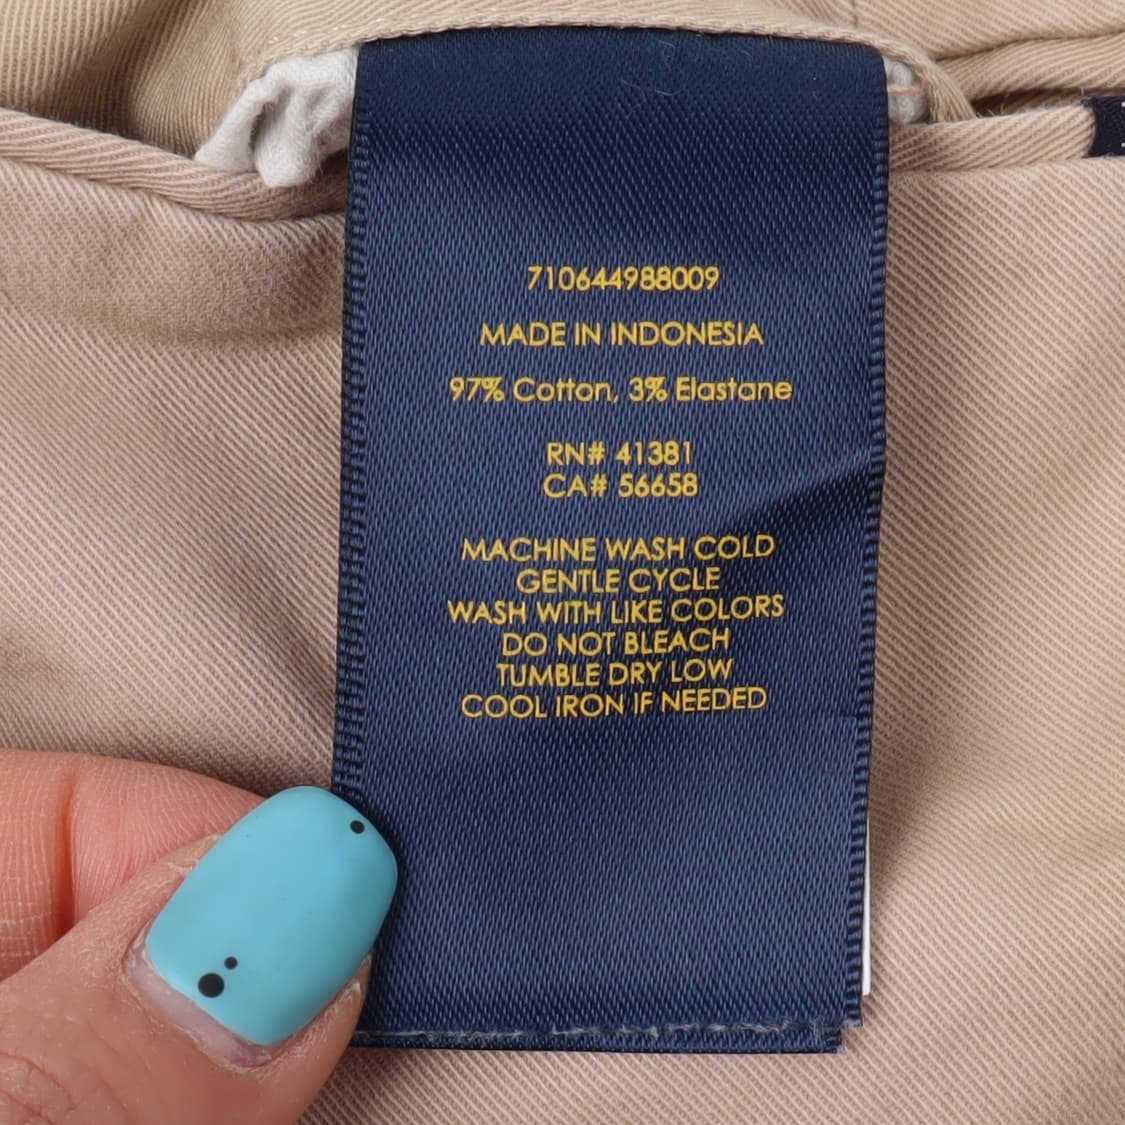 710644988009
MADE IN INDONESIA
97% Cotton, 3% Elastane
RN# 41381
CA# 56658
MACHINE WASH COLD
GENTLE CYCLE
WASH WITH LIKE COLORS
DO NOT BLEACH
TUMBLE DRY LOW
COOL IRON IF NEEDED